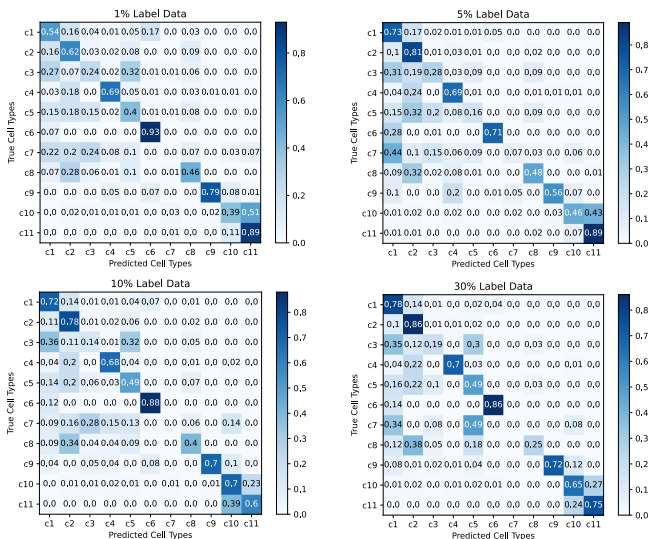 1% Label Data
True Cell Types
c1 0.54 0.16 0.04 0.01 0.05 0.17 0.0 0.03 0.0 0.0 0.0
c2 0.16 0.62 0.03 0.02 0.08 0.0 0.0 0.09 0.0 0.0 0.0
c3 0.27 0.07 0.24 0.02 0.32 0.01 0.01 0.06 0.0 0.0 0.0
c4 0.03 0.18 0.0 0.69 0.05 0.01 0.0 0.03 0.01 0.01
c5 0.15 0.18 0.15 0.02 0.4 0.01 0.01 0.08 0.0 0.0 0.0
c6 0.07 0.0 0.0 0.0 0.0 0.93 0.0 0.0 0.0 0.0 0.0
c7 0.22 0.2 0.24 0.08 0.1 0.0 0.07 0.0 0.0 0.03 0.07
c8 0.07 0.28 0.06 0.01 0.1 0.0 0.02 0.46 0.0 0.0 0.0
c9 0.0 0.0 0.0 0.05 0.0 0.07 0.0 0.0 0.79 0.08 0.01
c10 0.0 0.02 0.0 0.01 0.01 0.0 0.03 0.0 0.02 0.39 0.51
c11 0.0 0.0 0.0 0.0 0.0 0.0 0.0 0.0 0.0 0.11 0.89
c1 c2 c3 c4 c5 c6 c7 c8 c9 c10 c11
Predicted Cell Types
0.8
0.6
0.4
0.2
0.0
5% Label Data
True Cell Types
c1 0.73 0.17 0.02 0.01 0.01 0.05 0.0 0.0 0.0 0.0 0.0
c2 0.1 0.81 0.01 0.03 0.01 0.0 0.0 0.04 0.0 0.0 0.0
c3 0.31 0.19 0.28 0.03 0.09 0.0 0.0 0.09 0.0 0.0 0.0
c4 0.04 0.24 0.0 0.69 0.01 0.0 0.0 0.01 0.0 0.0 0.0
c5 0.15 0.32 0.2 0.08 0.16 0.0 0.0 0.09 0.0 0.0 0.0
c6 0.28 0.0 0.01 0.0 0.0 0.71 0.0 0.0 0.0 0.0 0.0
c7 0.44 0.1 0.15 0.06 0.09 0.0 0.07 0.03 0.0 0.06 0.0
c8 0.09 0.32 0.02 0.08 0.01 0.0 0.0 0.48 0.0 0.0 0.0
c9 0.1 0.0 0.0 0.2 0.01 0.05 0.0 0.0 0.56 0.07 0.0
c10 0.01 0.02 0.0 0.02 0.01 0.0 0.03 0.0 0.0 0.46 0.43
c11 0.01 0.01 0.0 0.02 0.0 0.0 0.0 0.0 0.0 0.07 0.89
c1 c2 c3 c4 c5 c6 c7 c8 c9 c10 c11
Predicted Cell Types
0.8
0.7
0.6
0.5
0.4
0.3
0.2
0.1
0.0
10% Label Data
True Cell Types
c1 0.72 0.14 0.01 0.01 0.04 0.07 0.0 0.01 0.0 0.0 0.0
c2 0.11 0.78 0.01 0.02 0.06 0.0 0.0 0.02 0.0 0.0 0.0
c3 0.36 0.11 0.14 0.0 0.32 0.0 0.0 0.05 0.0 0.0 0.0
c4 0.04 0.2 0.0 0.68 0.04 0.0 0.0 0.01 0.01 0.0 0.02
c5 0.14 0.2 0.06 0.03 0.49 0.0 0.0 0.07 0.0 0.0 0.0
c6 0.12 0.0 0.0 0.0 0.0 0.88 0.0 0.0 0.0 0.0 0.0
c7 0.09 0.16 0.28 0.15 0.13 0.0 0.0 0.06 0.0 0.14 0.0
c8 0.09 0.34 0.04 0.04 0.09 0.0 0.0 0.4 0.0 0.0 0.0
c9 0.04 0.0 0.05 0.04 0.0 0.08 0.0 0.0 0.7 0.1 0.0
c10 0.0 0.02 0.0 0.01 0.03 0.0 0.0 0.0 0.0 0.7 0.23
c11 0.0 0.0 0.0 0.0 0.0 0.0 0.0 0.0 0.0 0.39 0.6
c1 c2 c3 c4 c5 c6 c7 c8 c9 c10 c11
Predicted Cell Types
0.8
0.7
0.6
0.5
0.4
0.3
0.2
0.1
0.0
30% Label Data
True Cell Types
c1 0.78 0.14 0.01 0.0 0.02 0.04 0.0 0.0 0.0 0.0 0.0
c2 0.1 0.86 0.01 0.01 0.02 0.0 0.0 0.0 0.0 0.0 0.0
c3 0.35 0.12 0.19 0.0 0.3 0.0 0.0 0.03 0.0 0.0 0.0
c4 0.04 0.22 0.0 0.7 0.04 0.0 0.0 0.0 0.0 0.0 0.0
c5 0.16 0.22 0.1 0.0 0.49 0.0 0.0 0.03 0.0 0.0 0.0
c6 0.14 0.0 0.0 0.0 0.0 0.86 0.0 0.0 0.0 0.0 0.0
c7 0.34 0.0 0.08 0.0 0.49 0.0 0.0 0.0 0.0 0.08 0.0
c8 0.12 0.38 0.05 0.0 0.18 0.0 0.0 0.25 0.0 0.0 0.0
c9 0.08 0.01 0.0 0.02 0.04 0.0 0.0 0.0 0.72 0.12 0.0
c10 0.01 0.02 0.0 0.01 0.02 0.0 0.0 0.0 0.0 0.65 0.27
c11 0.0 0.0 0.0 0.0 0.0 0.0 0.0 0.0 0.0 0.24 0.75
c1 c2 c3 c4 c5 c6 c7 c8 c9 c10 c11
Predicted Cell Types
0.8
0.7
0.6
0.5
0.4
0.3
0.2
0.1
0.0